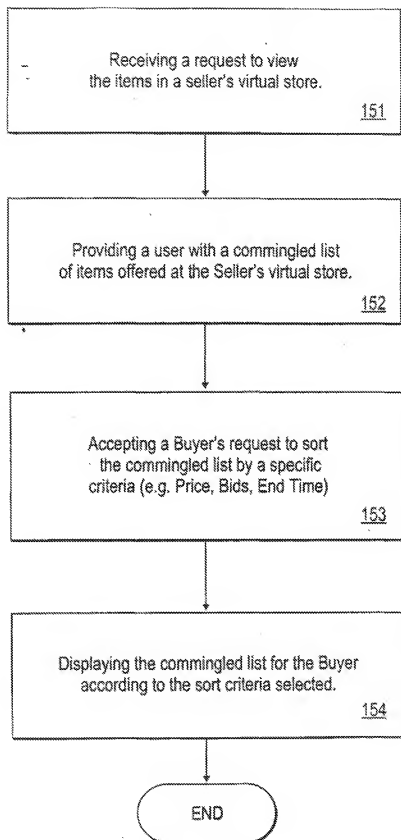 Receiving a request to view
the items in a seller's virtual store.
151
Providing a user with a commingled list
of items offered at the Seller's virtual store.
152
Accepting a Buyer's request to sort
the commingled list by a specific
criteria (e.g. Price, Bids, End Time)
153
Displaying the commingled list for the Buyer
according to the sort criteria selected.
154
END